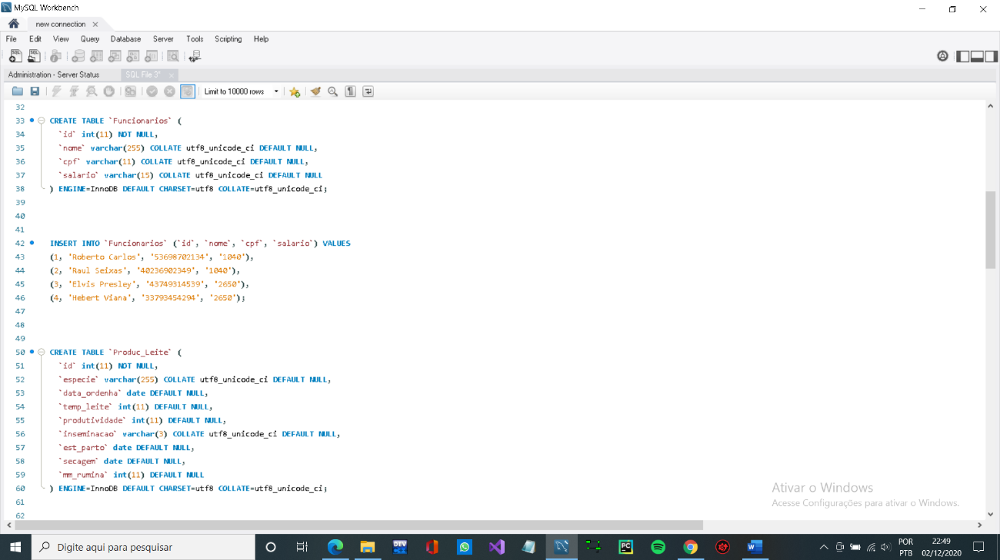 MySQL Workbench
new connection
File Edit View Query Database Server Tools Scripting Help
Administration - Server Status SQL File 3*
Limit to 10000 rows
32
33 CREATE TABLE `Funcionarios` (
34 `id` int(11) NOT NULL,
35 `nome` varchar(255) COLLATE utf8_unicode_ci DEFAULT NULL,
36 `cpf` varchar(11) COLLATE utf8_unicode_ci DEFAULT NULL,
37 `salario` varchar(15) COLLATE utf8_unicode_ci DEFAULT NULL
38 ) ENGINE=InnoDB DEFAULT CHARSET=utf8 COLLATE=utf8_unicode_ci;
39
40
41
42 INSERT INTO `Funcionarios` (`id`, `nome`, `cpf`, `salario`) VALUES
43 (1, 'Roberto Carlos', '53698702134', '1040'),
44 (2, 'Raul Seixas', '40236902349', '1040'),
45 (3, 'Elvis Presley', '43749314539', '2650'),
46 (4, 'Hebert Viana', '33793454294', '2650');
47
48
49
50 CREATE TABLE `Produc_Leite` (
51 `id` int(11) NOT NULL,
52 `especie` varchar(255) COLLATE utf8_unicode_ci DEFAULT NULL,
53 `data_ordenha` date DEFAULT NULL,
54 `temp_leite` int(11) DEFAULT NULL,
55 `produtividade` int(11) DEFAULT NULL,
56 `inseminacao` varchar(3) COLLATE utf8_unicode_ci DEFAULT NULL,
57 `est_parto` date DEFAULT NULL,
58 `secagem` date DEFAULT NULL,
59 `mm_rumina` int(11) DEFAULT NULL
60 ) ENGINE=InnoDB DEFAULT CHARSET=utf8 COLLATE=utf8_unicode_ci;
61
62
Ativar o Windows
Acesse Configurações para ativar o Windows.
Digite aqui para pesquisar
POR
PTB
22:49
02/12/2020